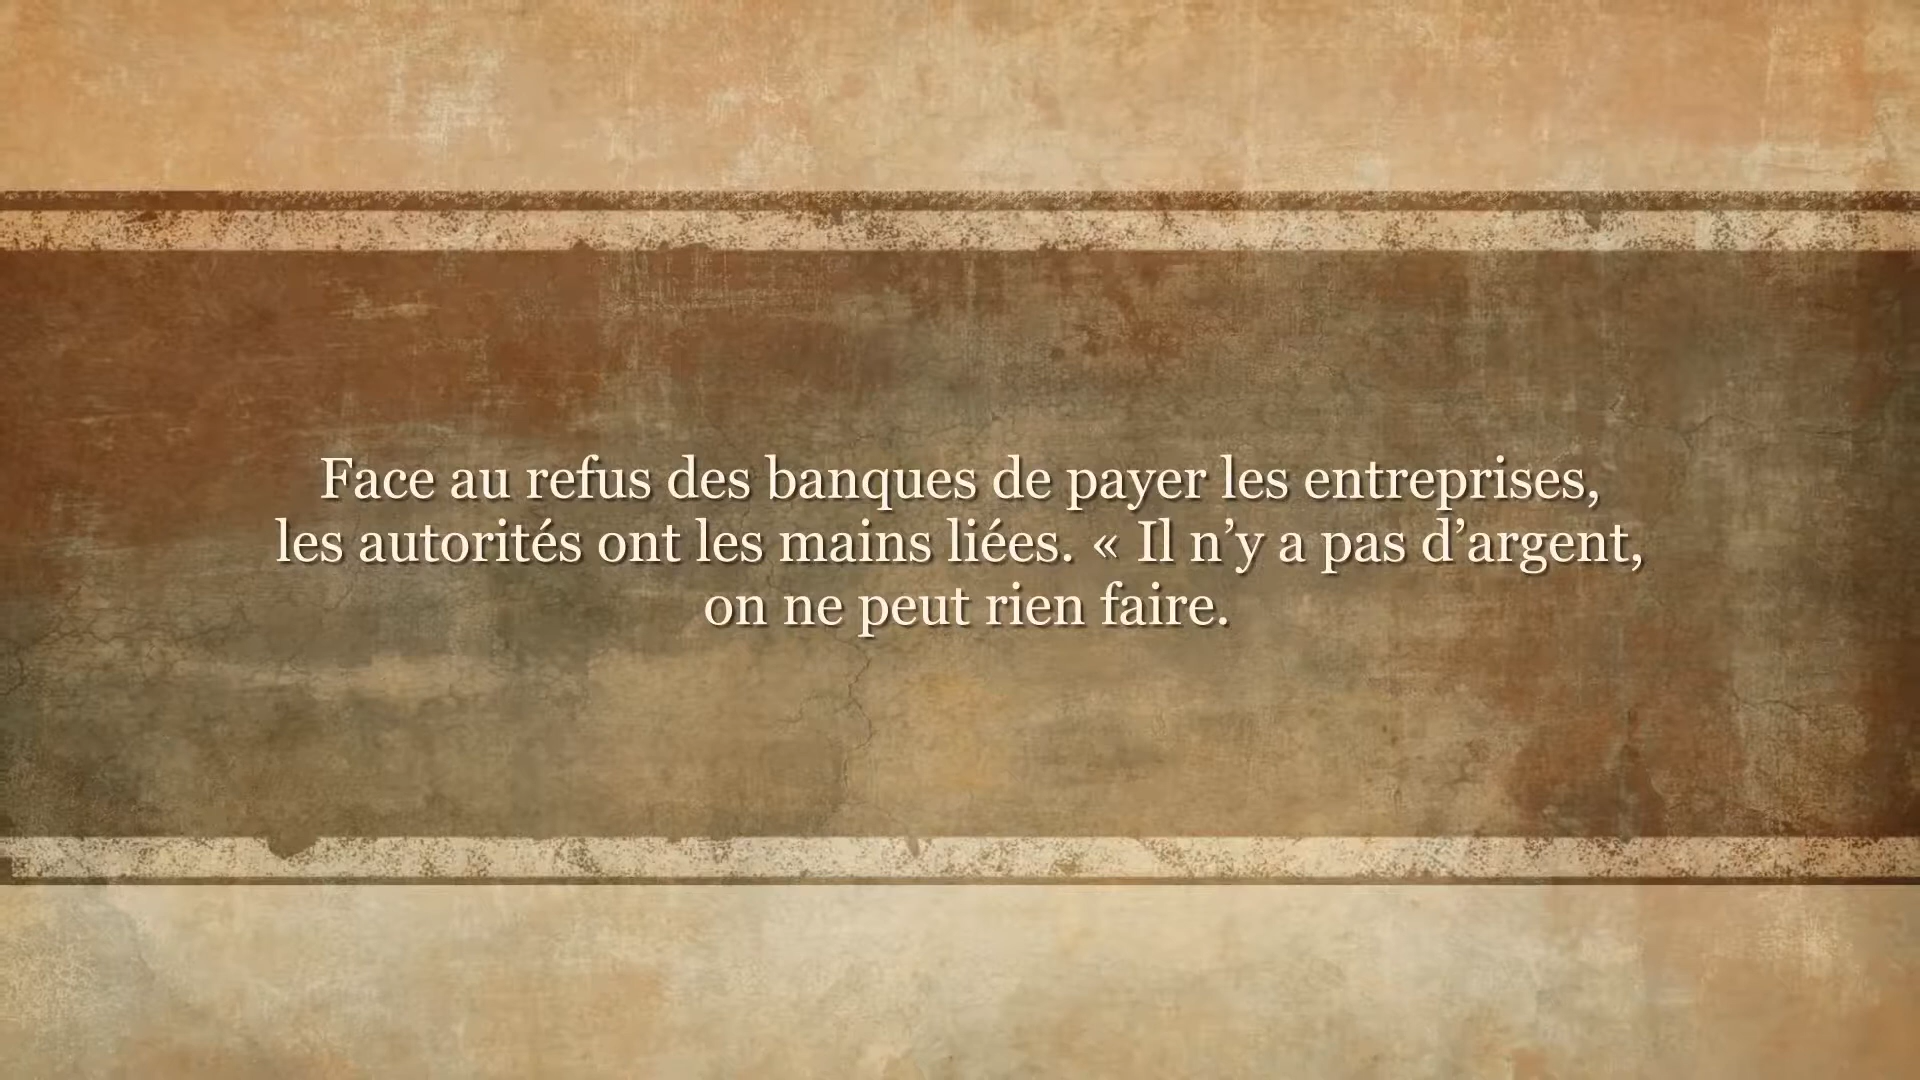 Face au refus des banques de payer les entreprises,
les autorités ont les mains liées. « Il n’y a pas d’argent,
on ne peut rien faire.